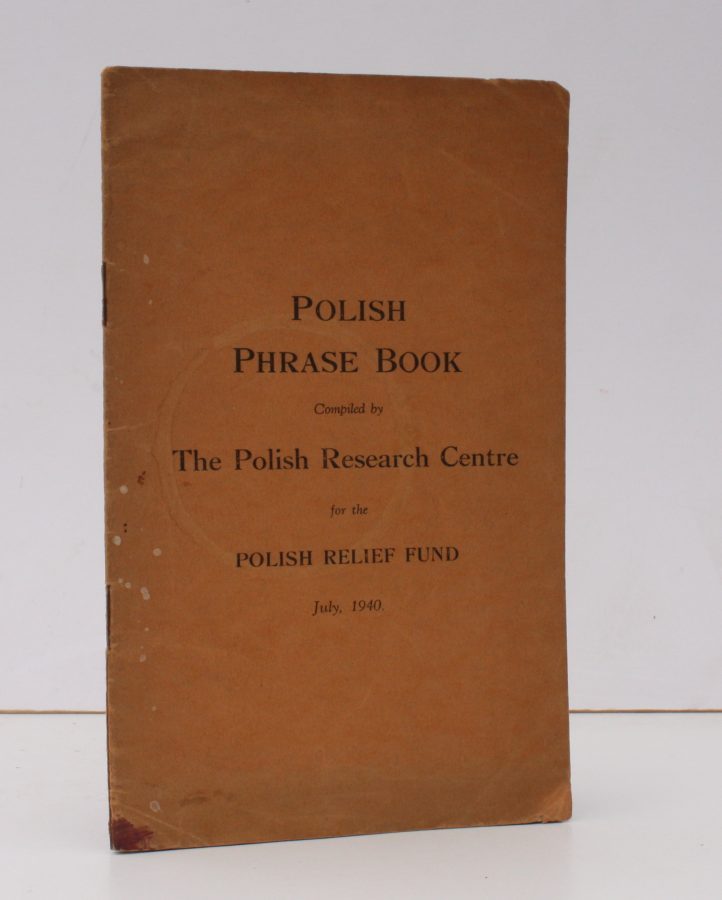 POLISH
PHRASE BOOK
Compiled by
The Polish Research Centre
for the
POLISH RELIEF FUND
July, 1940.